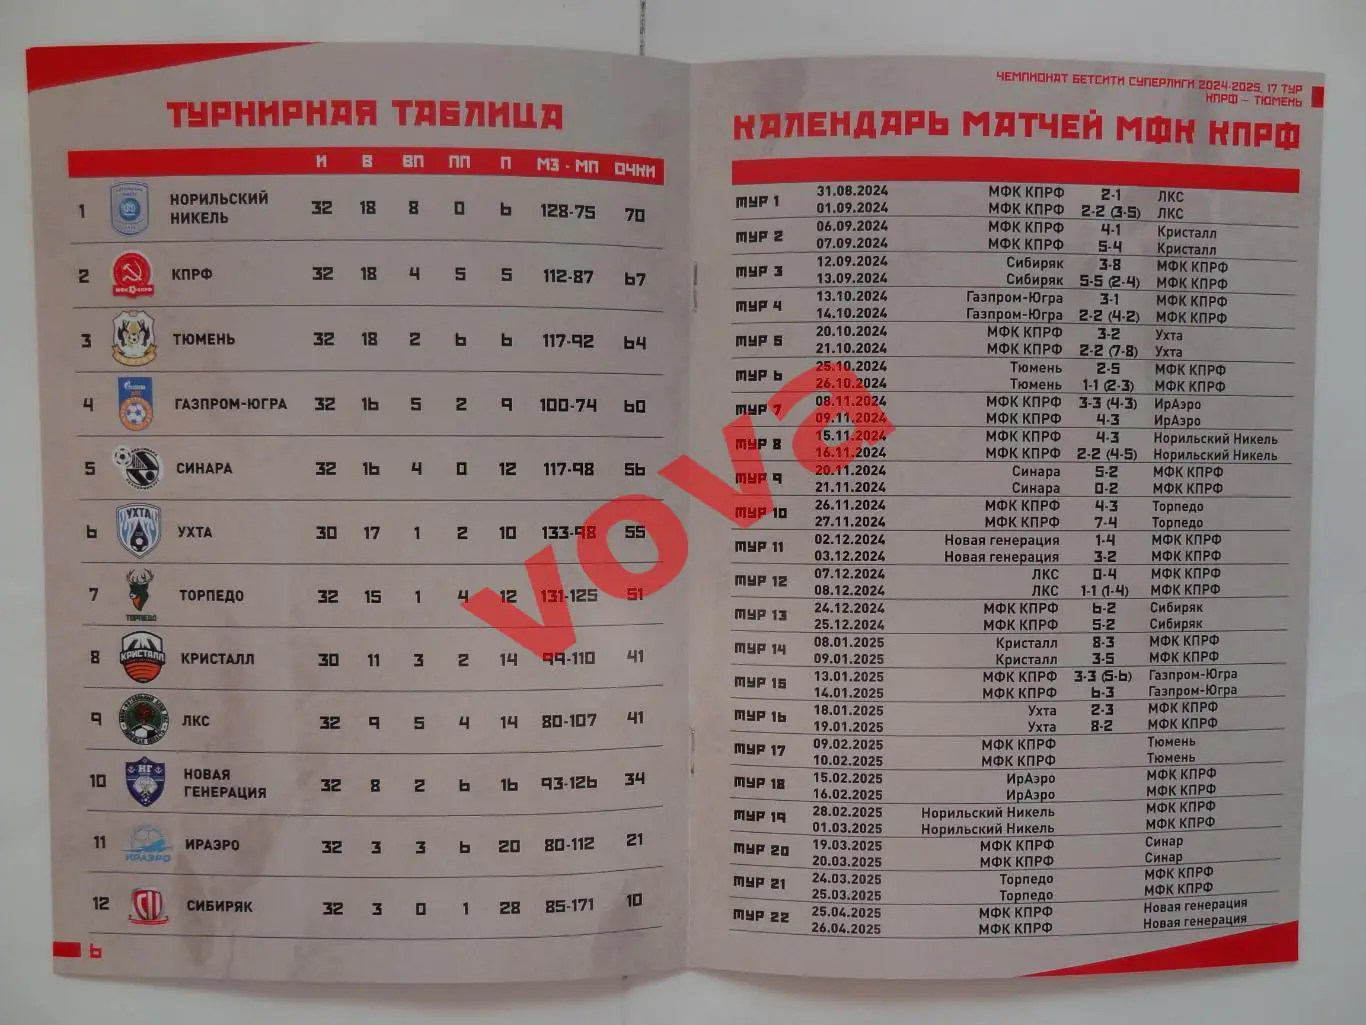 ТУРНИРНАЯ ТАБЛИЦА
И В ВП ПП П МЗ - МП ОЧКИ
1 НОРИЛЬСКИЙ НИКЕЛЬ 32 18 8 0 6 128-75 70
2 КПРФ 32 18 4 5 5 112-87 67
3 ТЮМЕНЬ 32 18 2 6 6 117-92 64
4 ГАЗПРОМ-ЮГРА 32 16 5 2 9 100-74 60
5 СИНАРА 32 16 4 0 12 117-98 56
6 УХТА 30 17 1 2 10 133-98 55
7 ТОРПЕДО 32 15 1 4 12 131-125 51
8 КРИСТАЛЛ 30 11 3 2 14 99-110 41
9 ЛКС 32 9 5 4 14 80-107 41
10 НОВАЯ ГЕНЕРАЦИЯ 32 8 2 6 16 93-126 34
11 ИРАЭРО 32 3 3 6 20 80-112 21
12 СИБИРЯК 32 3 0 1 28 85-171 10
6
МФК КПРФ
УХТА
ТОРПЕДО
КРИСТАЛЛ
НГ
ИРАЭРО
ЧЕМПИОНАТ БЕТСИТИ СУПЕРЛИГИ 2024-2025, 17 ТУР
КПРФ – ТЮМЕНЬ
КАЛЕНДАРЬ МАТЧЕЙ МФК КПРФ
ТУР 1 31.08.2024 МФК КПРФ 2-1 ЛКС
01.09.2024 МФК КПРФ 2-2 (3-5) ЛКС
ТУР 2 06.09.2024 МФК КПРФ 4-1 Кристалл
07.09.2024 МФК КПРФ 5-4 Кристалл
ТУР 3 12.09.2024 Сибиряк 3-8 МФК КПРФ
13.09.2024 Сибиряк 5-5 (2-4) МФК КПРФ
ТУР 4 13.10.2024 Газпром-Югра 3-1 МФК КПРФ
14.10.2024 Газпром-Югра 2-2 (4-2) МФК КПРФ
ТУР 5 20.10.2024 МФК КПРФ 3-2 Ухта
21.10.2024 МФК КПРФ 2-2 (7-8) Ухта
ТУР 6 25.10.2024 Тюмень 2-5 МФК КПРФ
26.10.2024 Тюмень 1-1 (2-3) МФК КПРФ
ТУР 7 08.11.2024 МФК КПРФ 3-3 (4-3) ИрАэро
09.11.2024 МФК КПРФ 4-3 ИрАэро
ТУР 8 15.11.2024 МФК КПРФ 4-3 Норильский Никель
16.11.2024 МФК КПРФ 2-2 (4-5) Норильский Никель
ТУР 9 20.11.2024 Синара 5-2 МФК КПРФ
21.11.2024 Синара 0-2 МФК КПРФ
ТУР 10 26.11.2024 МФК КПРФ 4-3 Торпедо
27.11.2024 МФК КПРФ 7-4 Торпедо
ТУР 11 02.12.2024 Новая генерация 1-4 МФК КПРФ
03.12.2024 Новая генерация 3-2 МФК КПРФ
ТУР 12 07.12.2024 ЛКС 0-4 МФК КПРФ
08.12.2024 ЛКС 1-1 (1-4) МФК КПРФ
ТУР 13 24.12.2024 МФК КПРФ 6-2 Сибиряк
25.12.2024 МФК КПРФ 5-2 Сибиряк
ТУР 14 08.01.2025 Кристалл 8-3 МФК КПРФ
09.01.2025 Кристалл 3-5 МФК КПРФ
ТУР 15 13.01.2025 МФК КПРФ 3-3 (5-6) Газпром-Югра
14.01.2025 МФК КПРФ 6-3 Газпром-Югра
ТУР 16 18.01.2025 Ухта 2-3 МФК КПРФ
19.01.2025 Ухта 8-2 МФК КПРФ
ТУР 17 09.02.2025 МФК КПРФ Тюмень
10.02.2025 МФК КПРФ Тюмень
ТУР 18 15.02.2025 ИрАэро МФК КПРФ
16.02.2025 ИрАэро МФК КПРФ
ТУР 19 28.02.2025 Норильский Никель МФК КПРФ
01.03.2025 Норильский Никель МФК КПРФ
ТУР 20 19.03.2025 МФК КПРФ Синар
20.03.2025 МФК КПРФ Синар
ТУР 21 24.03.2025 Торпедо МФК КПРФ
25.03.2025 Торпедо МФК КПРФ
ТУР 22 25.04.2025 МФК КПРФ Новая генерация
26.04.2025 МФК КПРФ Новая генерация
vova